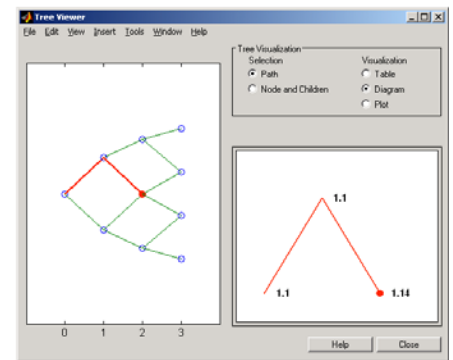 Tree Viewer
File Edit View Insert Tools Window Help
Tree Visualization
Selection Visualization
Path Table
Node and Children Diagram
Plot
1.1
1.1 1.14
0 1 2 3
Help Close